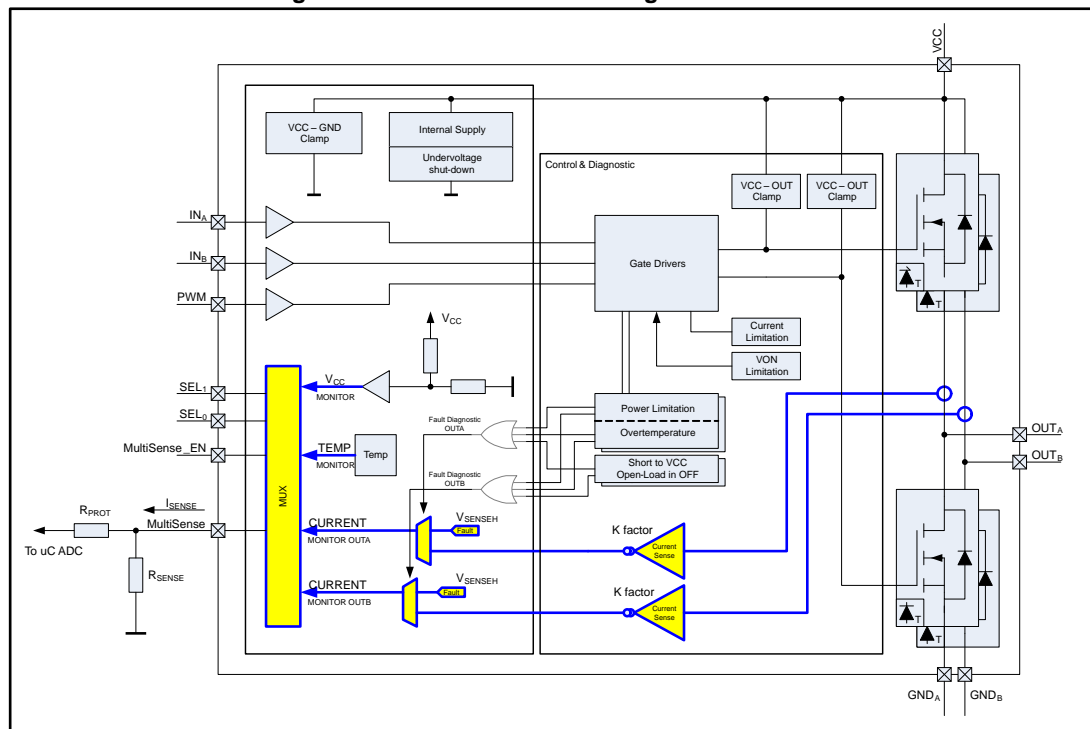 VCC
VCC – GND
Clamp
Internal Supply
Undervoltage
shut-down
Control & Diagnostic
VCC – OUT
Clamp
VCC – OUT
Clamp
INA
INB
PWM
Gate Drivers
Current
Limitation
VON
Limitation
VCC
SEL1
SEL0
MultiSense_EN
MultiSense
ISENSE
RPROT
To uC ADC
RSENSE
MUX
VCC
MONITOR
TEMP
MONITOR
Temp
Fault Diagnostic
OUTA
Fault Diagnostic
OUTB
Power Limitation
Overtemperature
Short to VCC
Open-Load in OFF
CURRENT
MONITOR OUTA
VSENSEH
Fault
K factor
Current
Sense
CURRENT
MONITOR OUTB
VSENSEH
Fault
K factor
Current
Sense
T
T
OUTA
OUTB
T
T
GNDA
GNDB